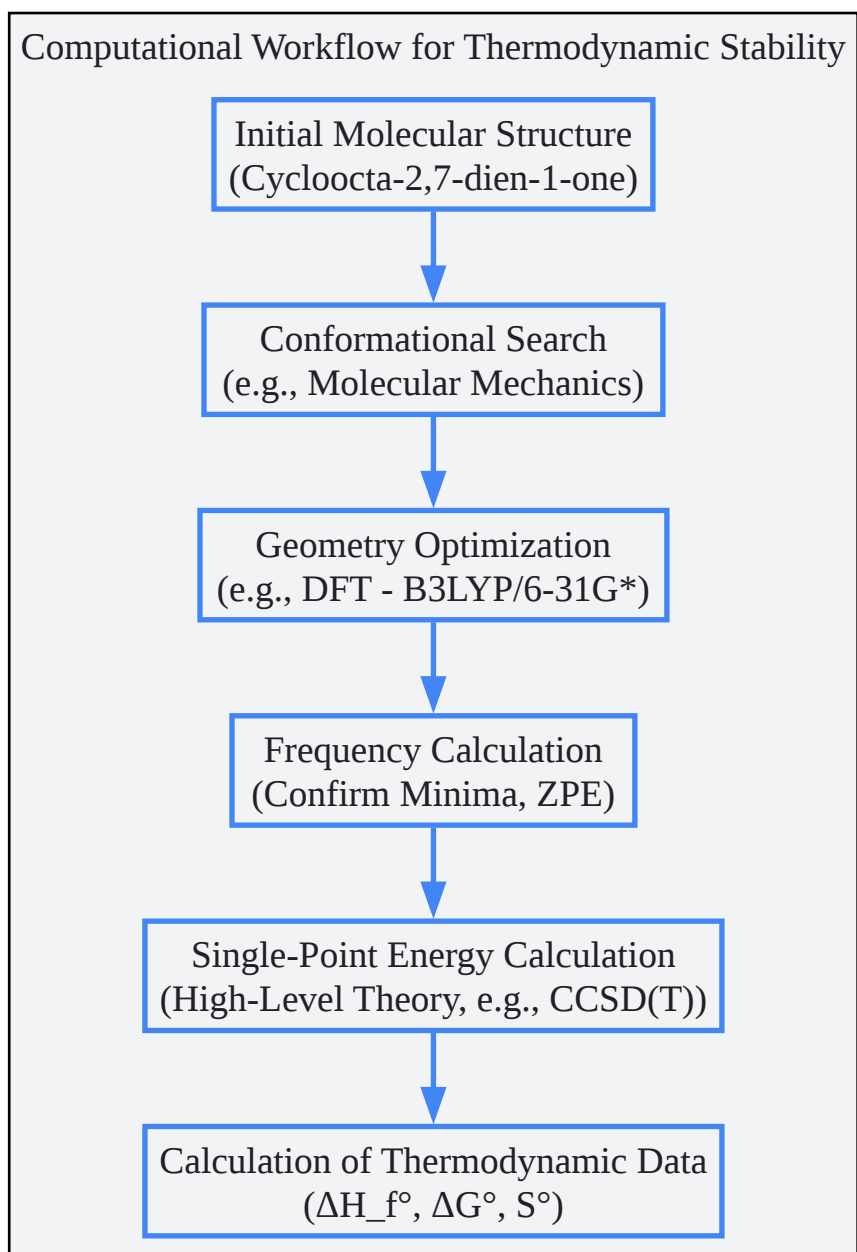 Computational Workflow for Thermodynamic Stability
Initial Molecular Structure
(Cycloocta-2,7-dien-1-one)
Conformational Search
(e.g., Molecular Mechanics)
Geometry Optimization
(e.g., DFT - B3LYP/6-31G*)
Frequency Calculation
(Confirm Minima, ZPE)
Single-Point Energy Calculation
(High-Level Theory, e.g., CCSD(T))
Calculation of Thermodynamic Data
(ΔH_f°, ΔG°, S°)